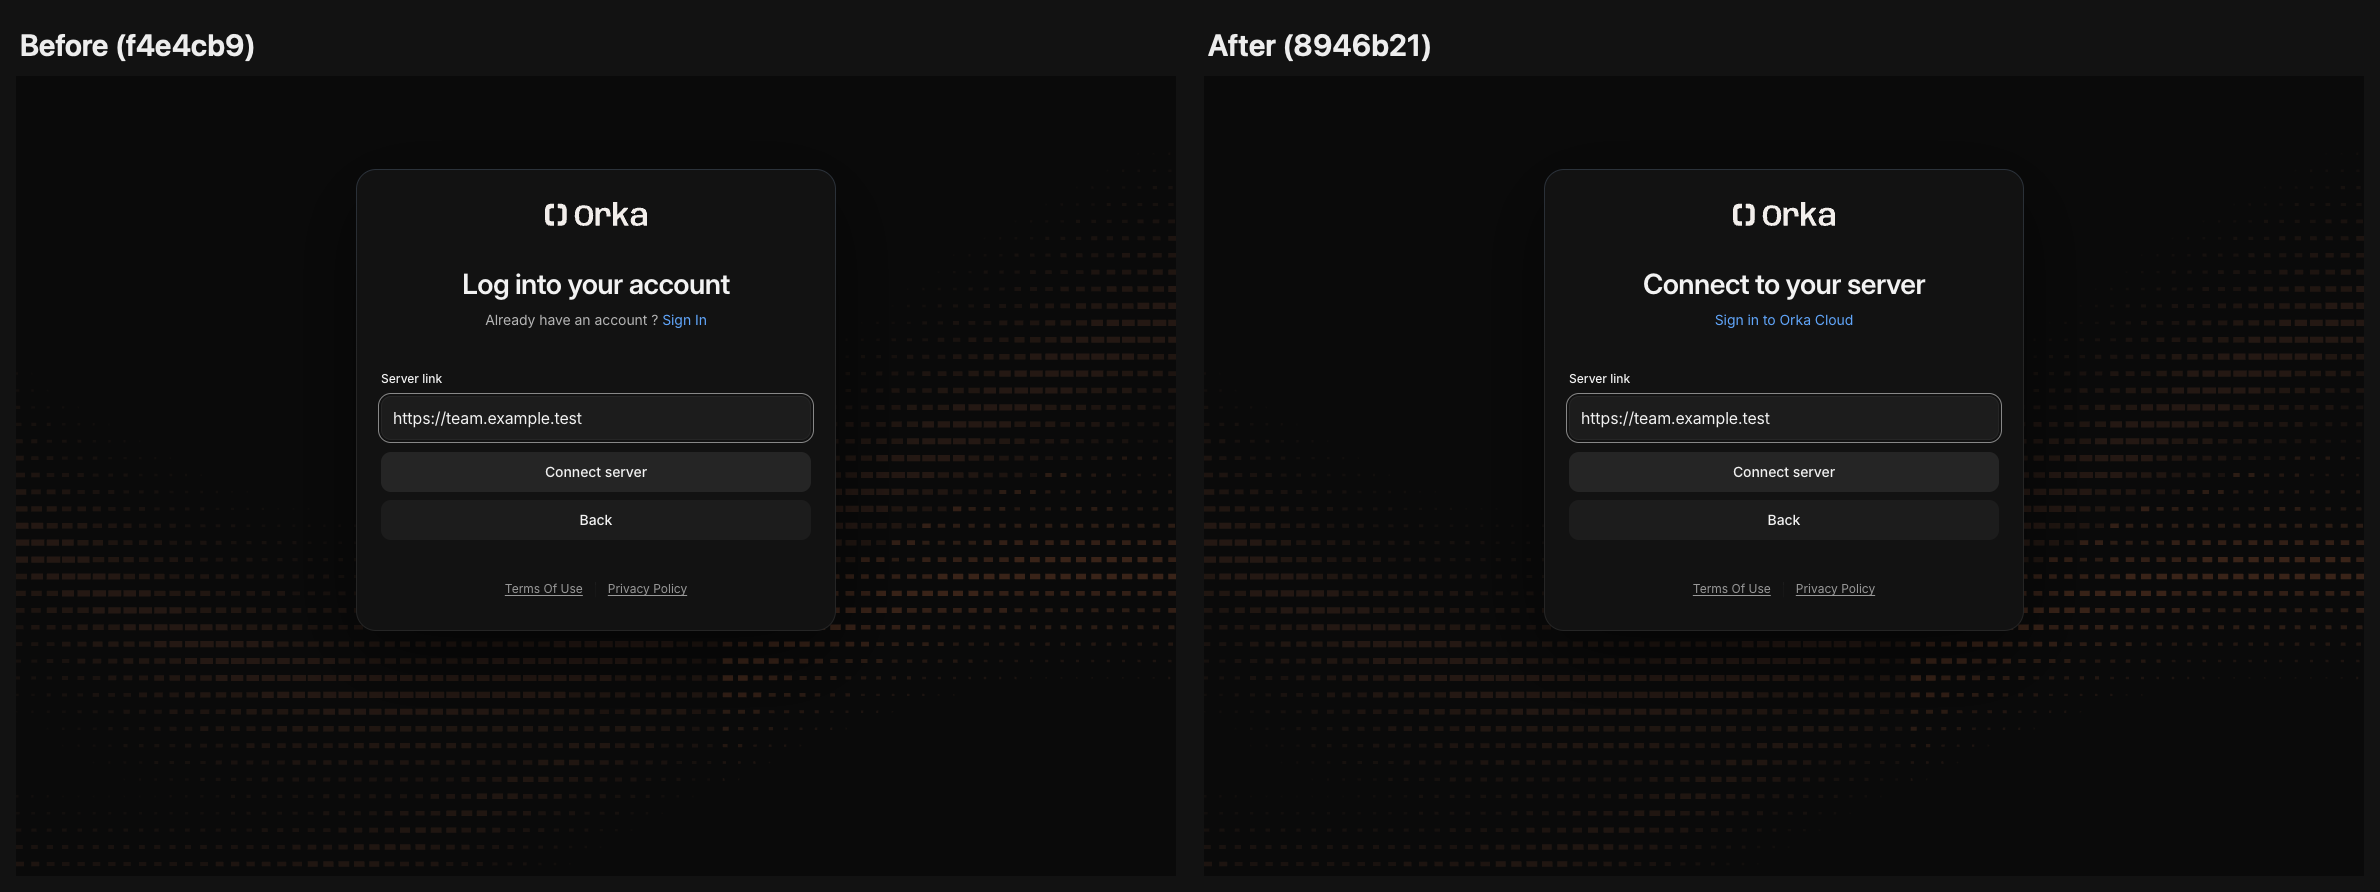 Before (f4e4cb9)
Orka
Log into your account
Already have an account ? Sign In
Server link
https://team.example.test
Connect server
Back
Terms Of Use
Privacy Policy
After (8946b21)
Orka
Connect to your server
Sign in to Orka Cloud
Server link
https://team.example.test
Connect server
Back
Terms Of Use
Privacy Policy